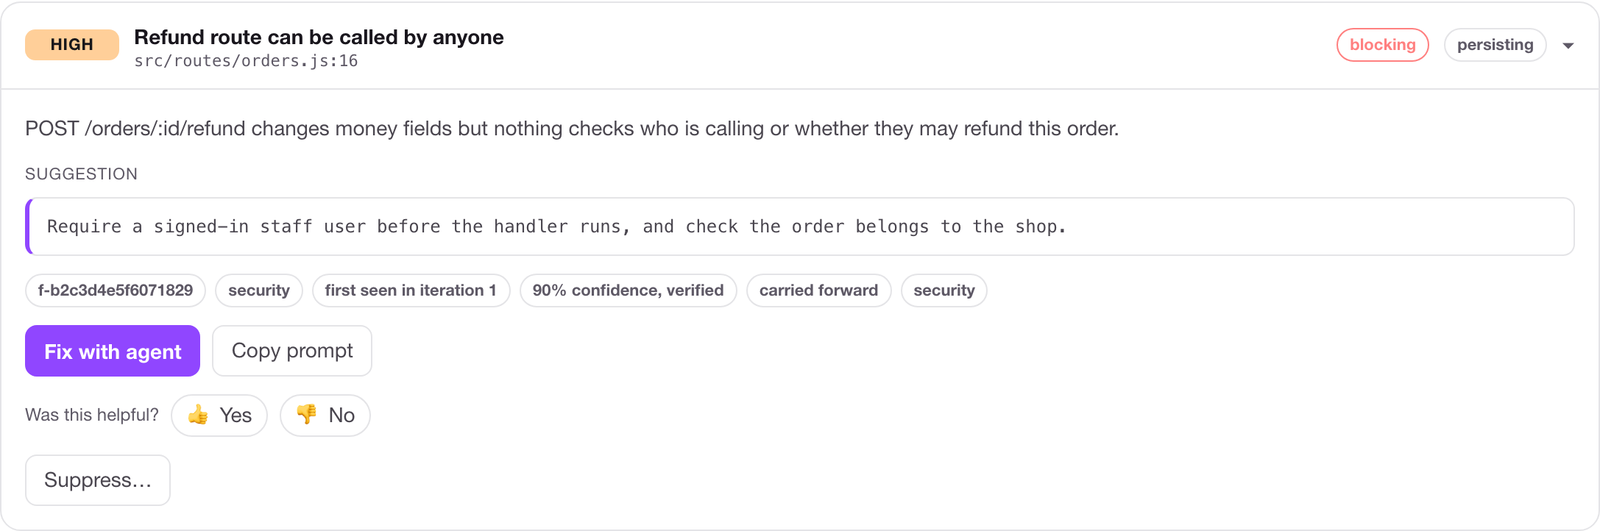 HIGH
Refund route can be called by anyone
blocking
persisting
src/routes/orders.js:16
POST /orders/:id/refund changes money fields but nothing checks who is calling or whether they may refund this order.
SUGGESTION
Require a signed-in staff user before the handler runs, and check the order belongs to the shop.
f-b2c3d4e5f6071829
security
first seen in iteration 1
90% confidence, verified
carried forward
security
Fix with agent
Copy prompt
Was this helpful?
👍 Yes
👎 No
Suppress…